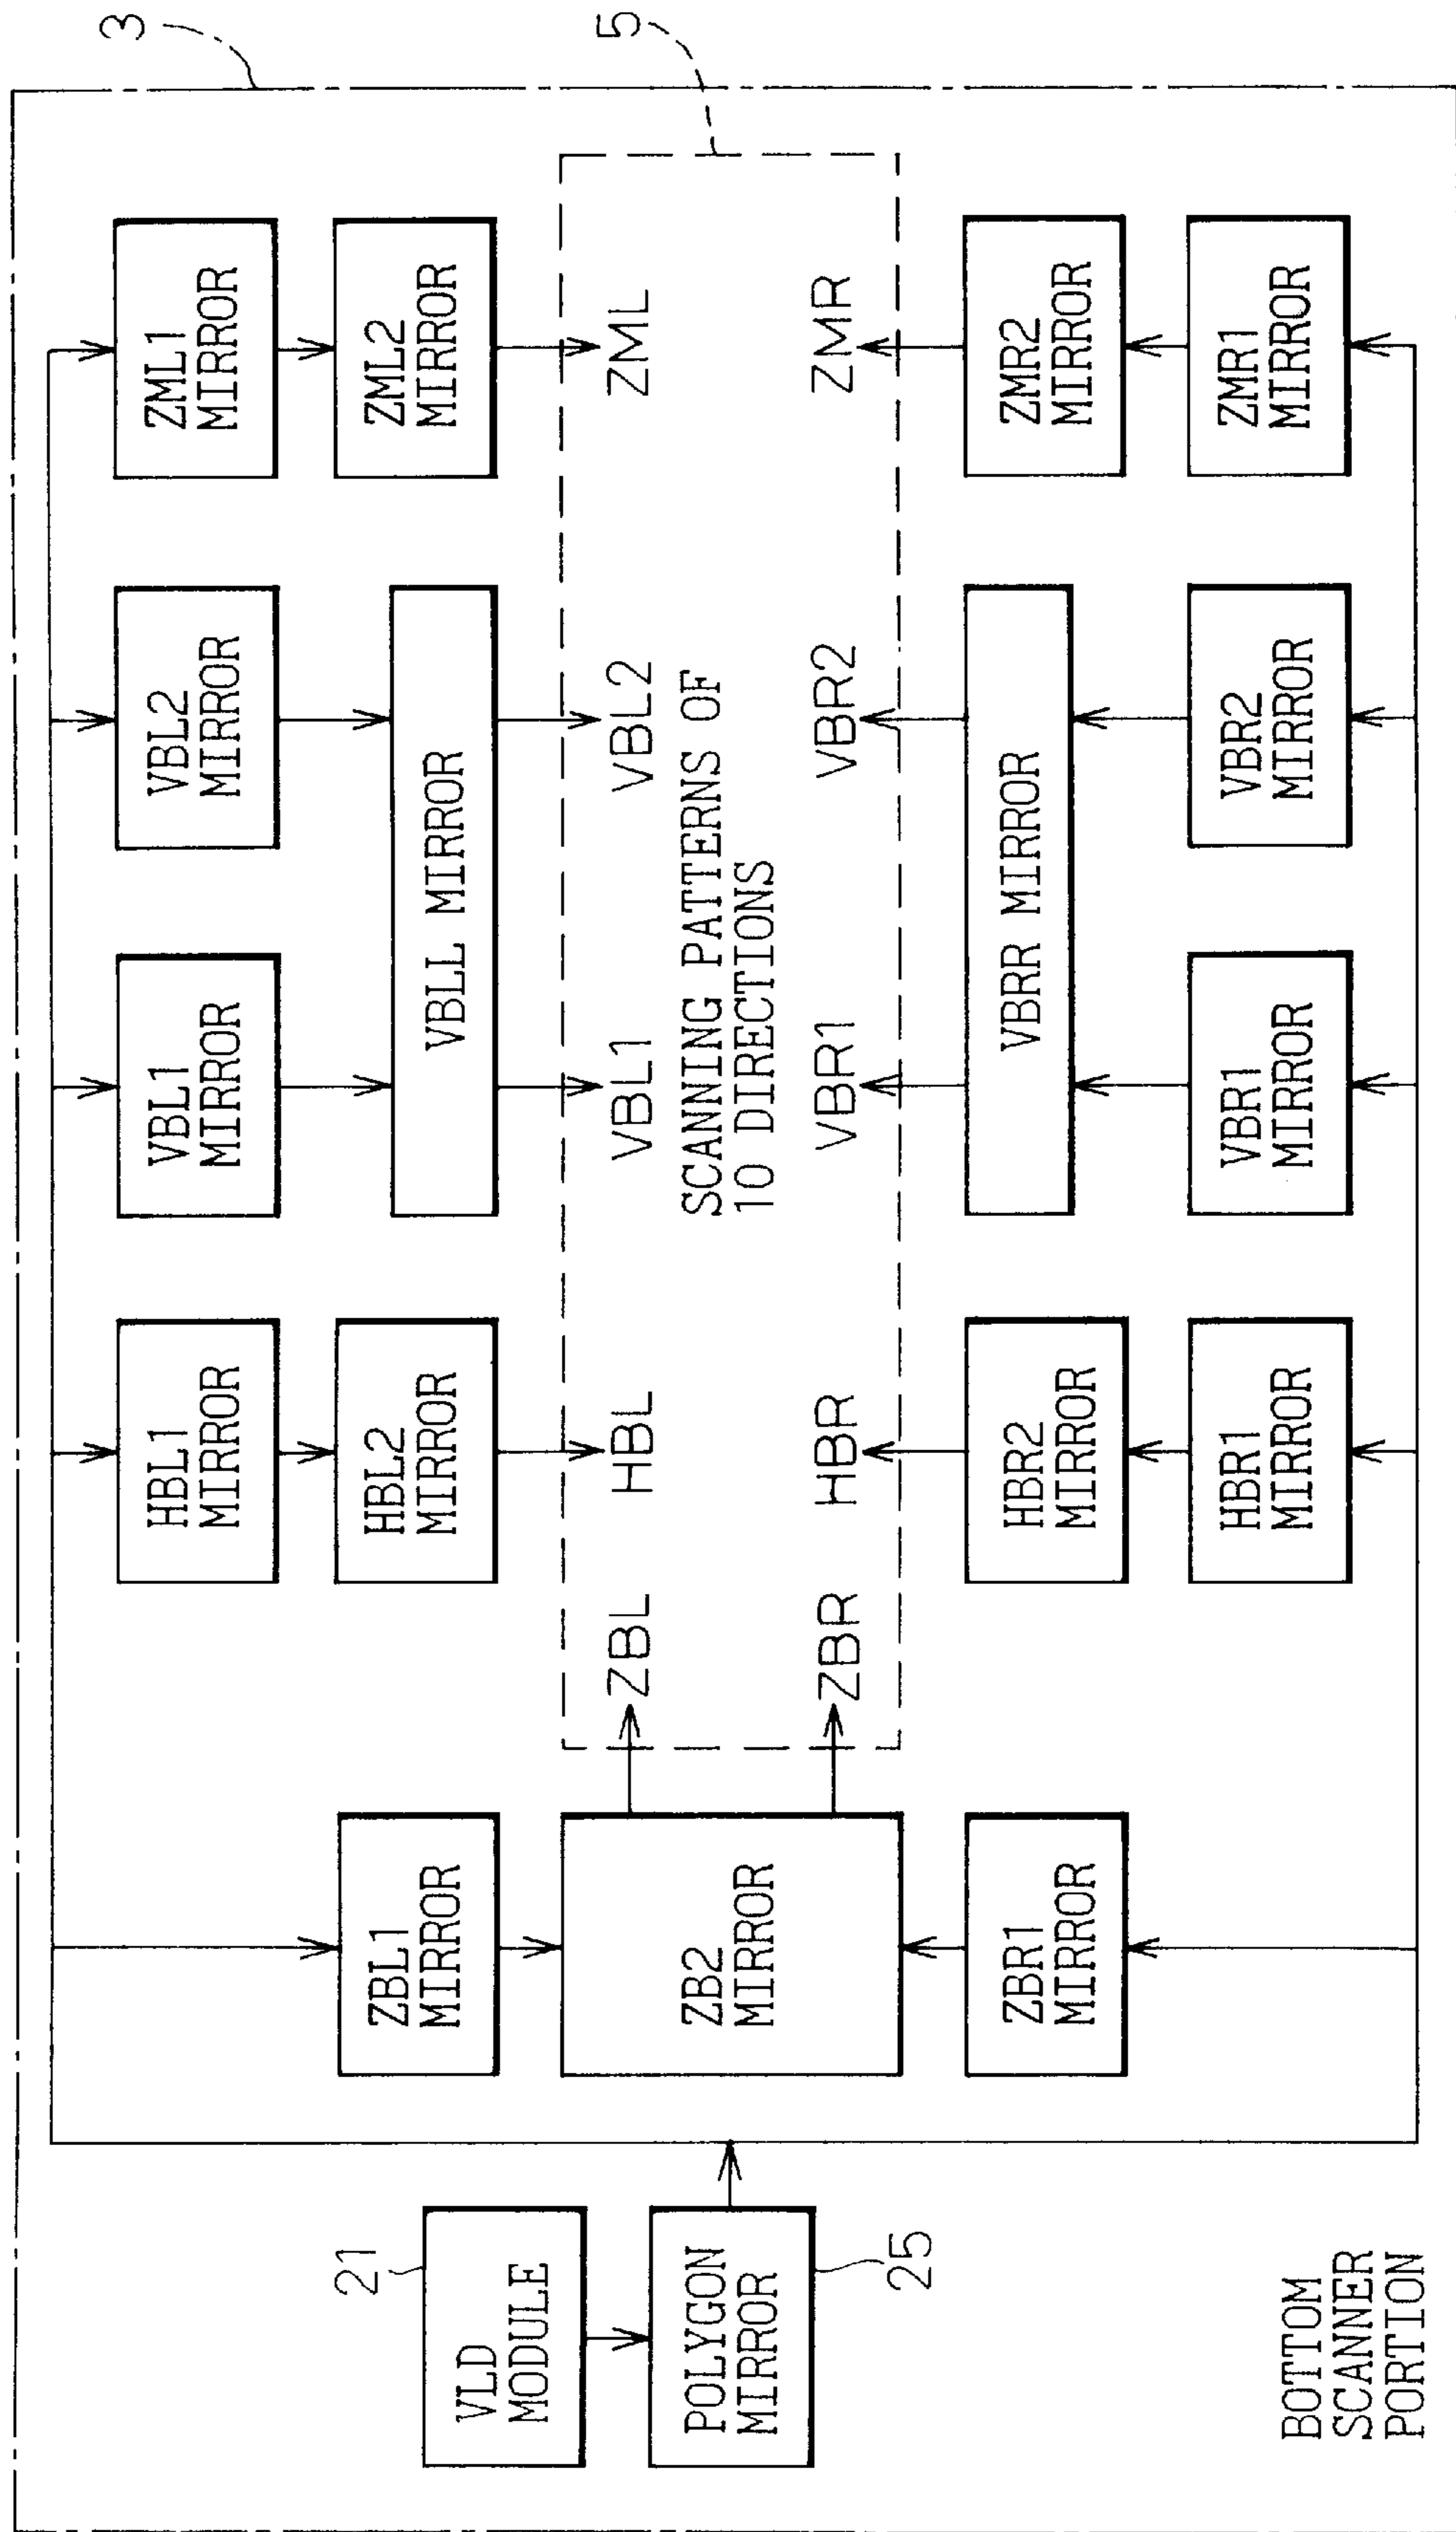 3
5
ZML1
MIRROR
ZML2
MIRROR
ZML
ZMR
ZMR2
MIRROR
ZMR1
MIRROR
VBL2
MIRROR
VBL1
MIRROR
VBLL MIRROR
VBL2
VBL1
SCANNING PATTERNS OF
10 DIRECTIONS
VBR2
VBR1
VBRR MIRROR
VBR2
MIRROR
VBR1
MIRROR
HBL1
MIRROR
HBL2
MIRROR
HBL
HBR
HBR2
MIRROR
HBR1
MIRROR
ZBL
ZBR
ZBL1
MIRROR
ZB2
MIRROR
ZBR1
MIRROR
21
VLD
MODULE
POLYGON
MIRROR
25
BOTTOM
SCANNER
PORTION